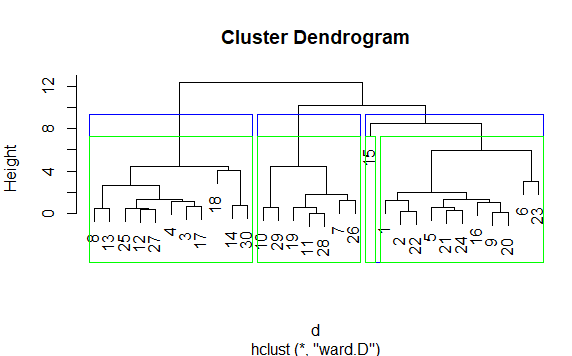 Cluster Dendrogram
Height
12
8
4
0
8 13 25 12 27 4 3 17 18 14 30 10 29 19 11 28 7 26 15 1 2 22 5 21 24 16 9 20 6 23
d
hclust (*, "ward.D")